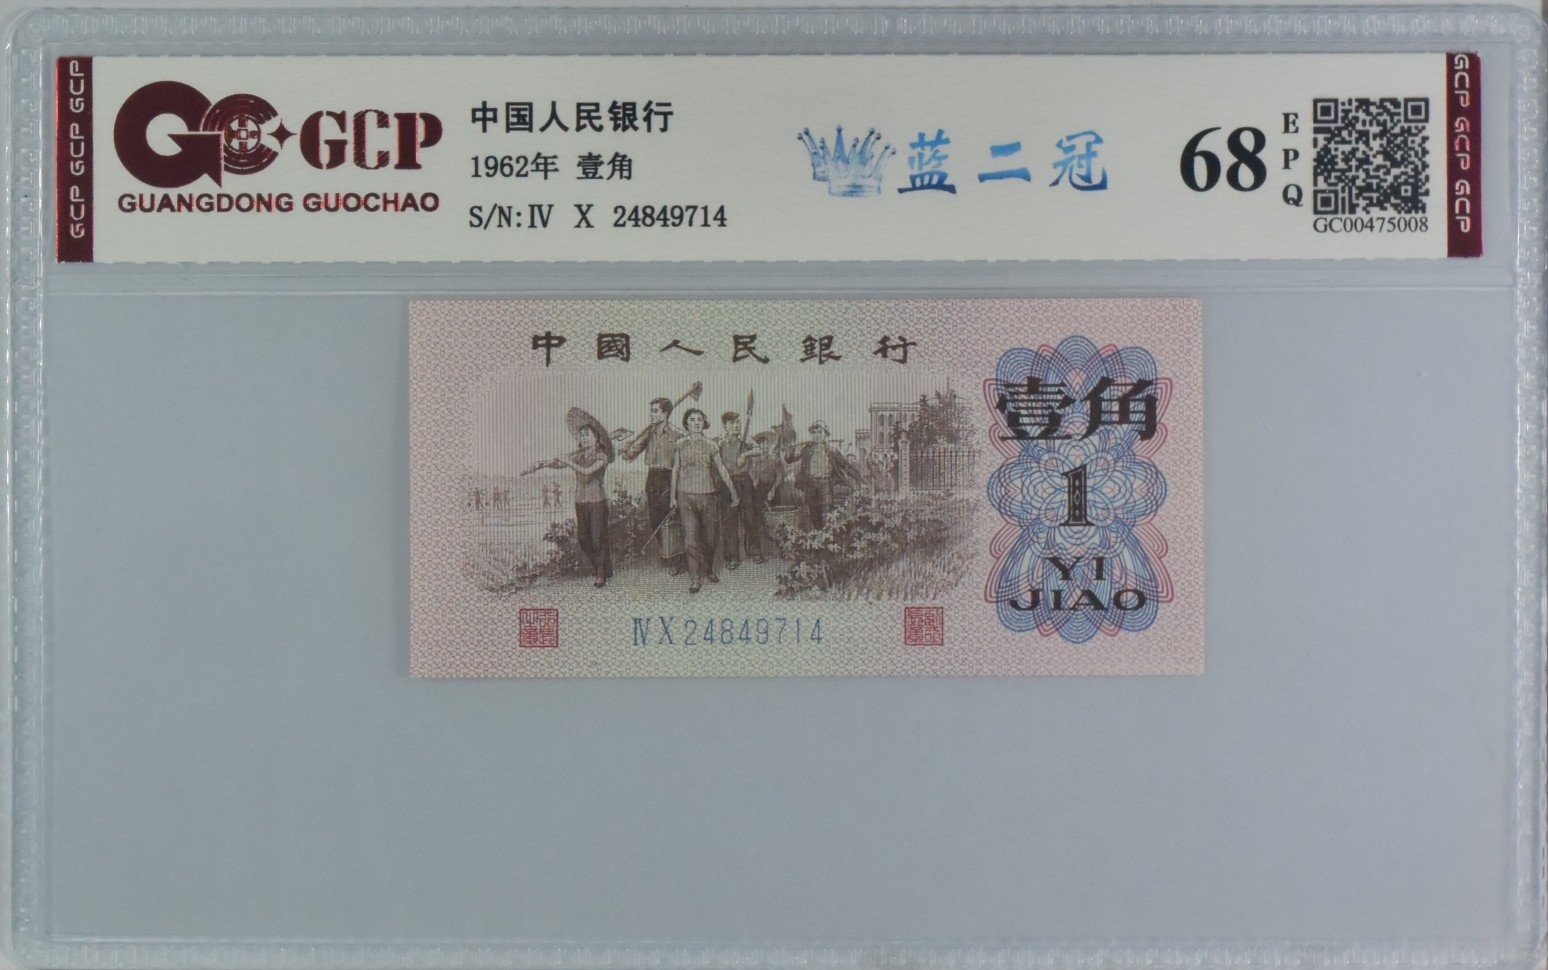 GCP GCP GCP
GCP
GUANGDONG GUOCHAO
中国人民银行
1962年 壹角
S/N:Ⅳ X 24849714
蓝二冠
68
EPQ
GC00475008
GCP GCP GCP
中國人民銀行
壹角
1
YI
JIAO
ⅣX24849714